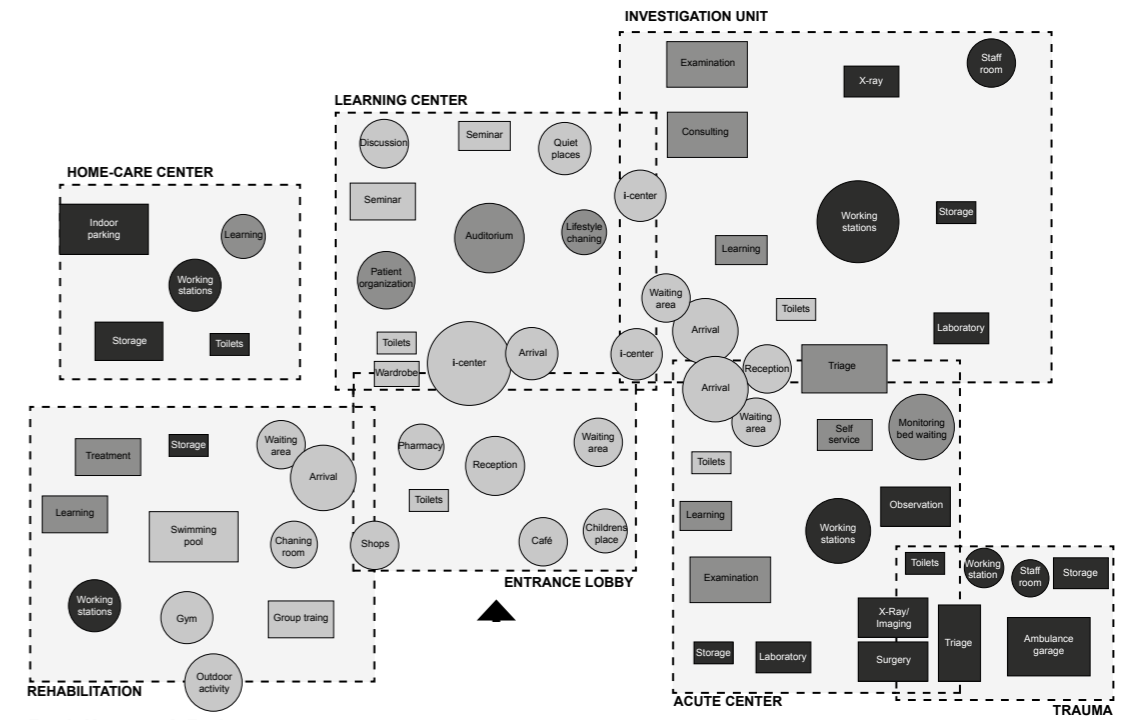 INVESTIGATION UNIT
Examination
X-ray
Staff
room
Consulting
i-center
Working
stations
Storage
Learning
Waiting
area
Arrival
Toilets
Laboratory
i-center
LEARNING CENTER
Discussion
Seminar
Quiet
places
Seminar
Auditorium
Lifestyle
chaning
Patient
organization
Toilets
Wardrobe
i-center
Arrival
HOME-CARE CENTER
Indoor
parking
Learning
Working
stations
Storage
Toilets
Arrival
Reception
Triage
Waiting
area
Self
service
Monitoring
bed waiting
Toilets
Learning
Working
stations
Observation
Examination
Toilets
X-Ray/
Imaging
Storage
Laboratory
Surgery
Triage
ACUTE CENTER
Working
station
Staff
room
Storage
Ambulance
garage
TRAUMA
Pharmacy
Reception
Waiting
area
Toilets
Shops
Café
Childrens
place
ENTRANCE LOBBY
Treatment
Storage
Waiting
area
Arrival
Learning
Swimming
pool
Chaning
room
Working
stations
Gym
Group traing
Outdoor
activity
REHABILITATION